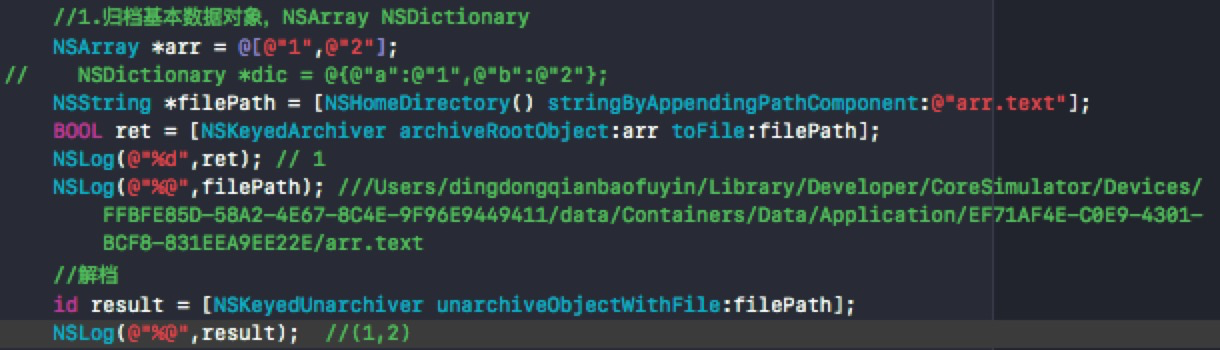 //1.归档基本数据对象，NSArray NSDictionary
NSArray *arr = @[@"1",@"2"];
// NSDictionary *dic = @{@"a":@"1",@"b":@"2"};
NSString *filePath = [NSHomeDirectory() stringByAppendingPathComponent:@"arr.text"];
BOOL ret = [NSKeyedArchiver archiveRootObject:arr toFile:filePath];
NSLog(@"%d",ret); // 1
NSLog(@"%@",filePath); ///Users/dingdongqianbaofuyin/Library/Developer/CoreSimulator/Devices/
FFBFE85D-58A2-4E67-8C4E-9F96E9449411/data/Containers/Data/Application/EF71AF4E-C0E9-4301-
BCF8-831EEA9EE22E/arr.text
//解档
id result = [NSKeyedUnarchiver unarchiveObjectWithFile:filePath];
NSLog(@"%@",result); //(1,2)